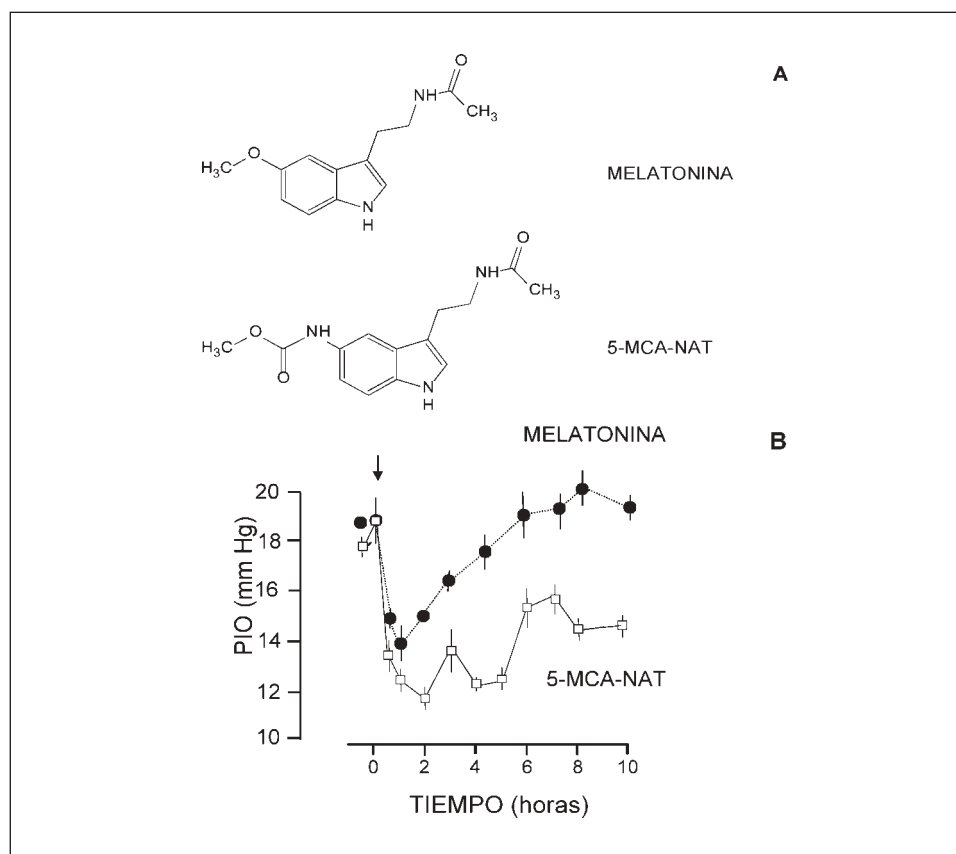 A
O
NH
CH3
O
H3C
N
H
MELATONINA
O
NH
CH3
H3C
O
NH
O
N
H
5-MCA-NAT
MELATONINA
B
20
18
16
14
12
10
PIO (mm Hg)
5-MCA-NAT
0 2 4 6 8 10
TIEMPO (horas)